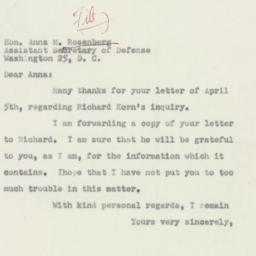 File
Hon. Anna M. Rosenberg
Assistant Secretary of Defense
Washington 25, D. C.
Dear Anna:
Many thanks for your letter of April
5th, regarding Richard Korn's inquiry.
I am forwarding a copy of your letter
to Richard. I am sure that he will be grateful
to you, as I am, for the information which it
contains. Ihope that I have not put you to too
much trouble in this matter.
With kind personal regards, I remain
Yours very sincerely,